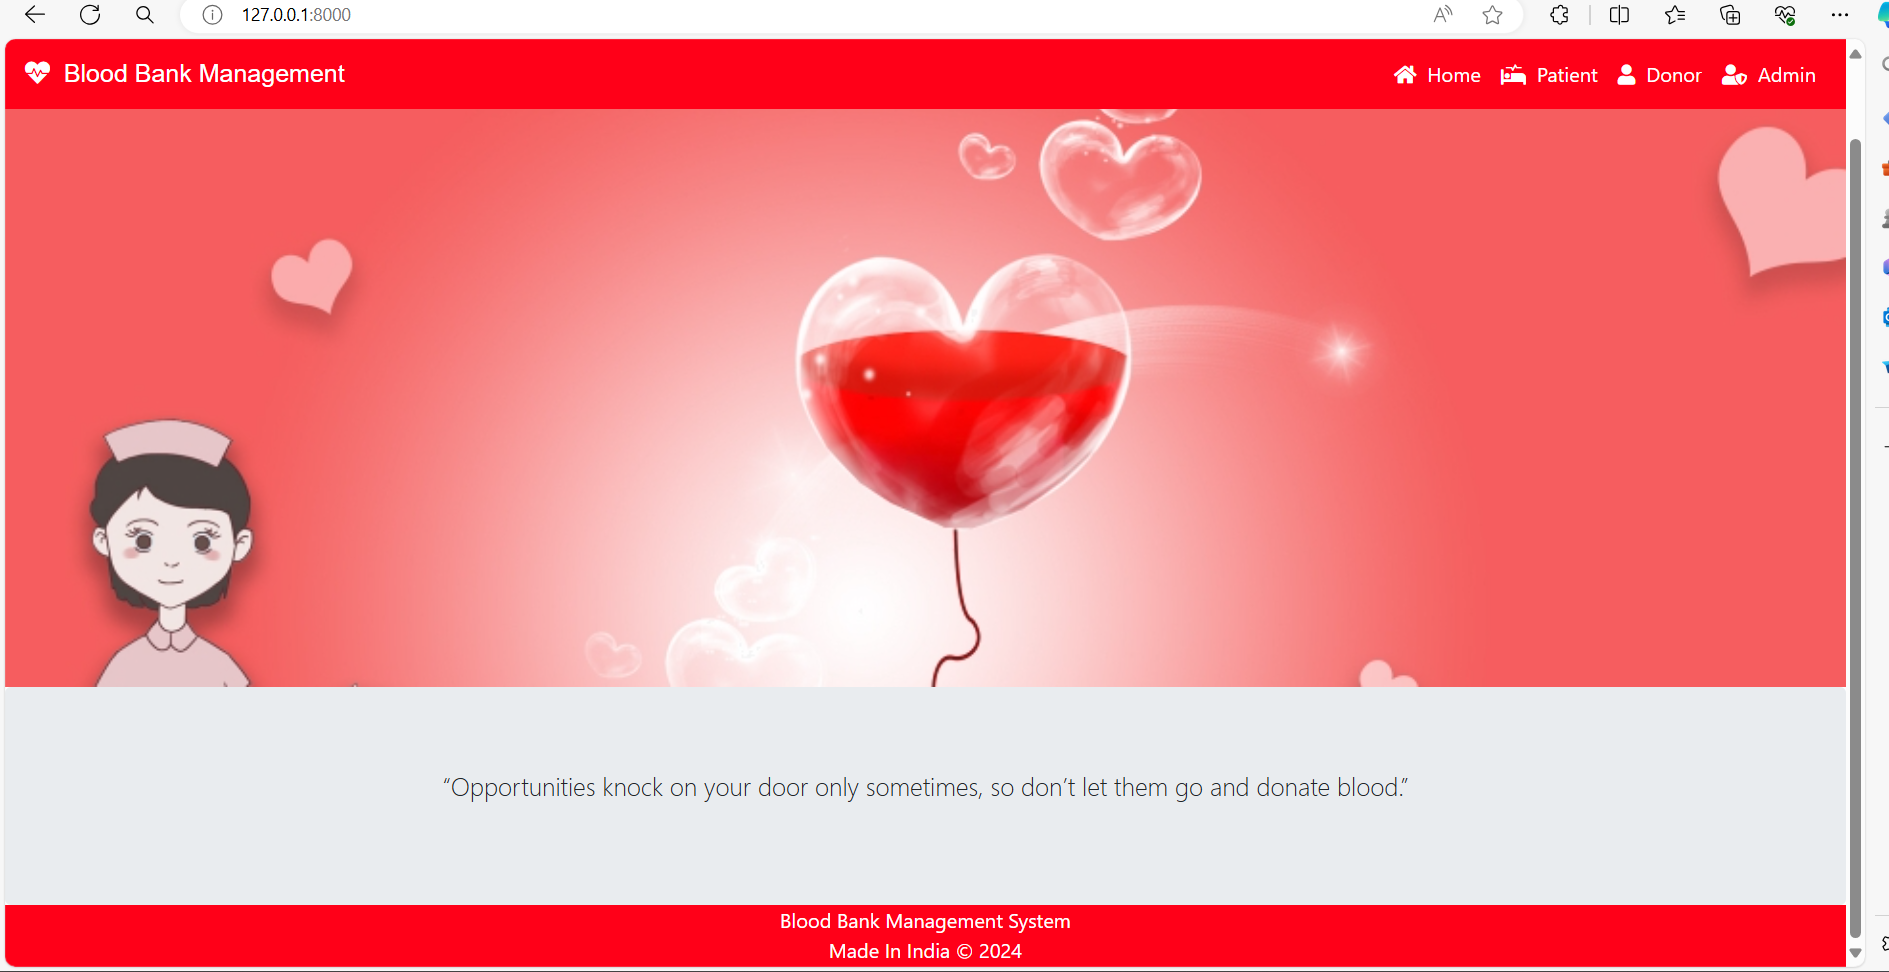 127.0.0.1:8000
Blood Bank Management
Home Patient Donor Admin
“Opportunities knock on your door only sometimes, so don’t let them go and donate blood.”
Blood Bank Management System
Made In India © 2024